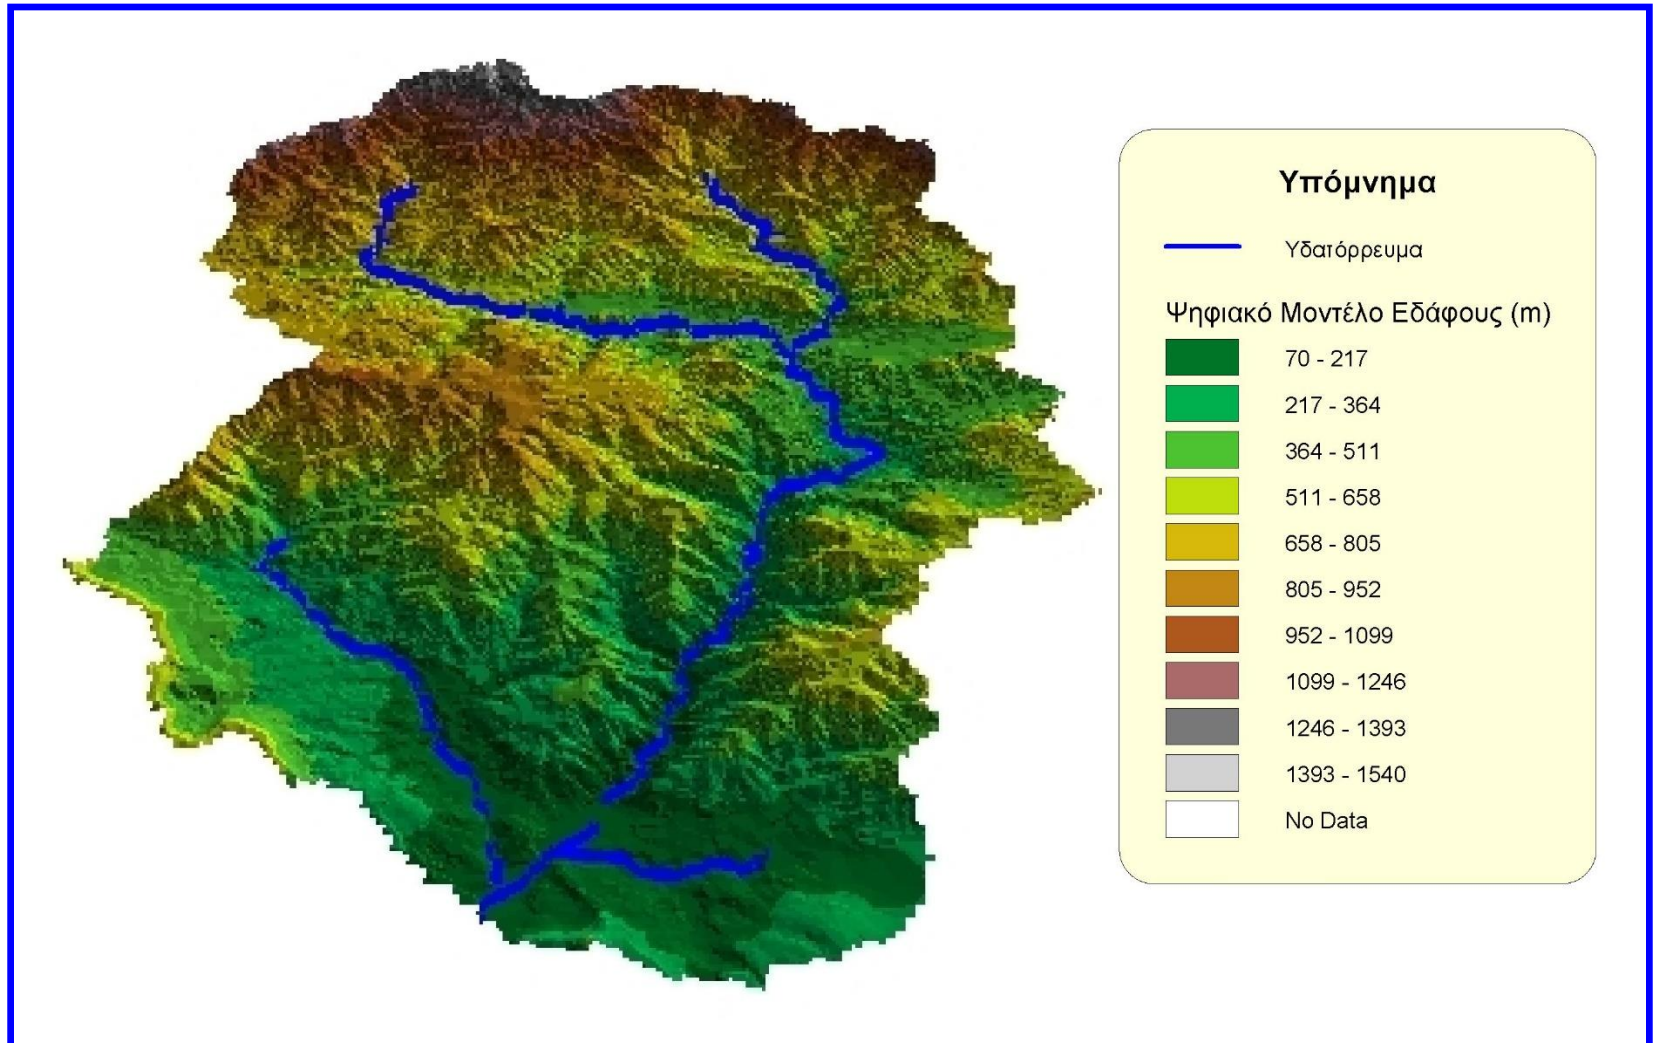 Υπόμνημα
Υδατόρρευμα
Ψηφιακό Μοντέλο Εδάφους (m)
70 - 217
217 - 364
364 - 511
511 - 658
658 - 805
805 - 952
952 - 1099
1099 - 1246
1246 - 1393
1393 - 1540
No Data